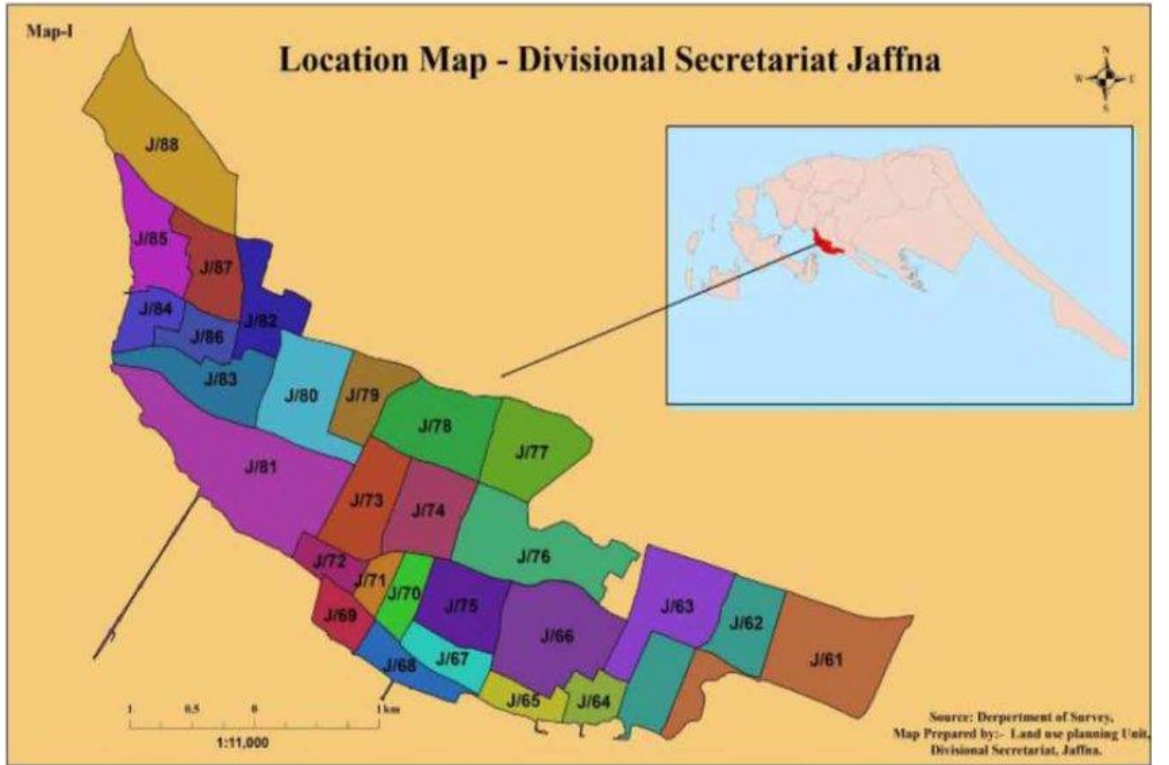 Map-I
Location Map - Divisional Secretariat Jaffna
N
W E
S
J/88
J/85
J/87
J/84
J/86
J/82
J/83
J/80
J/79
J/78
J/77
J/81
J/73
J/74
J/76
J/72
J/71
J/70
J/75
J/69
J/66
J/63
J/62
J/61
J/68
J/67
J/65
J/64
1 0.5 0 1 km
1:11,000
Source: Derpertment of Survey,
Map Prepared by:- Land use planning Unit,
Divisional Secretariat, Jaffna.